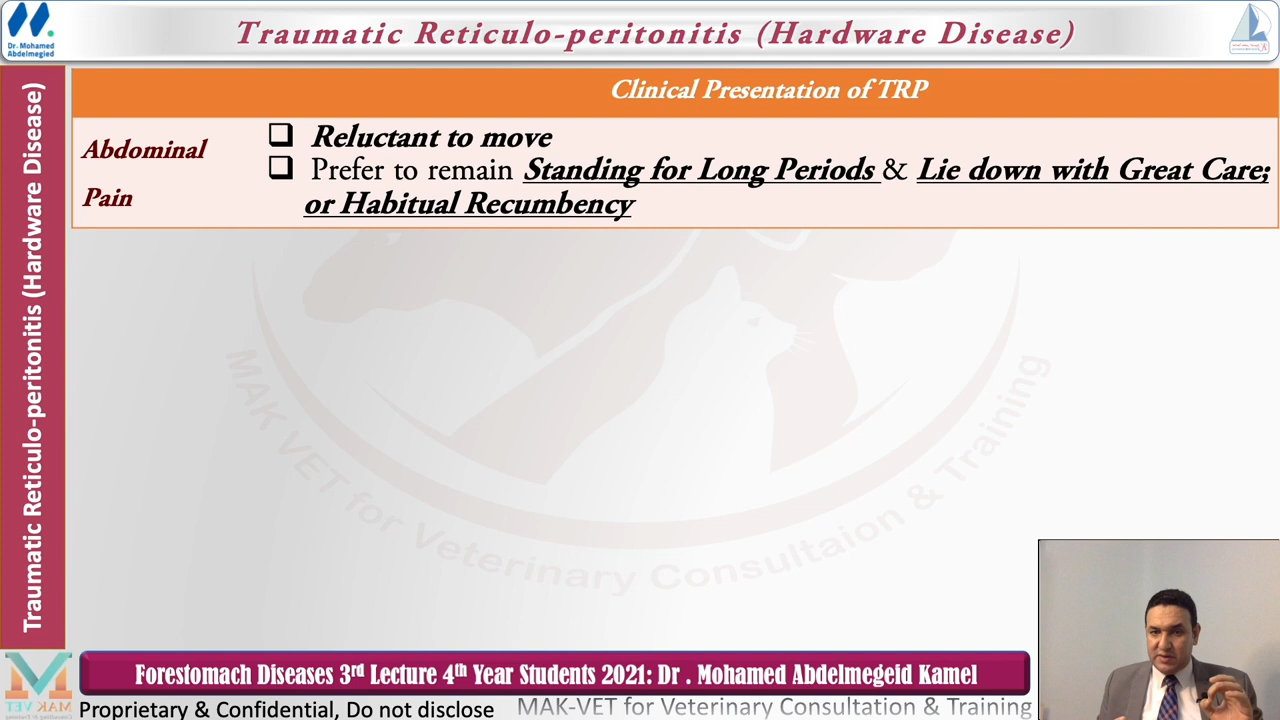 Dr. Mohamed
Abdelmegied
Traumatic Reticulo-peritonitis (Hardware Disease)
Traumatic Reticulo-peritonitis (Hardware Disease)
Clinical Presentation of TRP
Abdominal
Pain
❑ Reluctant to move
❑ Prefer to remain Standing for Long Periods & Lie down with Great Care;
or Habitual Recumbency
MAK VET for Veterinary Consultaion & Training
Forestomach Diseases 3rd Lecture 4th Year Students 2021: Dr . Mohamed Abdelmegeid Kamel
MAK VET
Proprietary & Confidential, Do not disclose
MAK-VET for Veterinary Consultation & Training